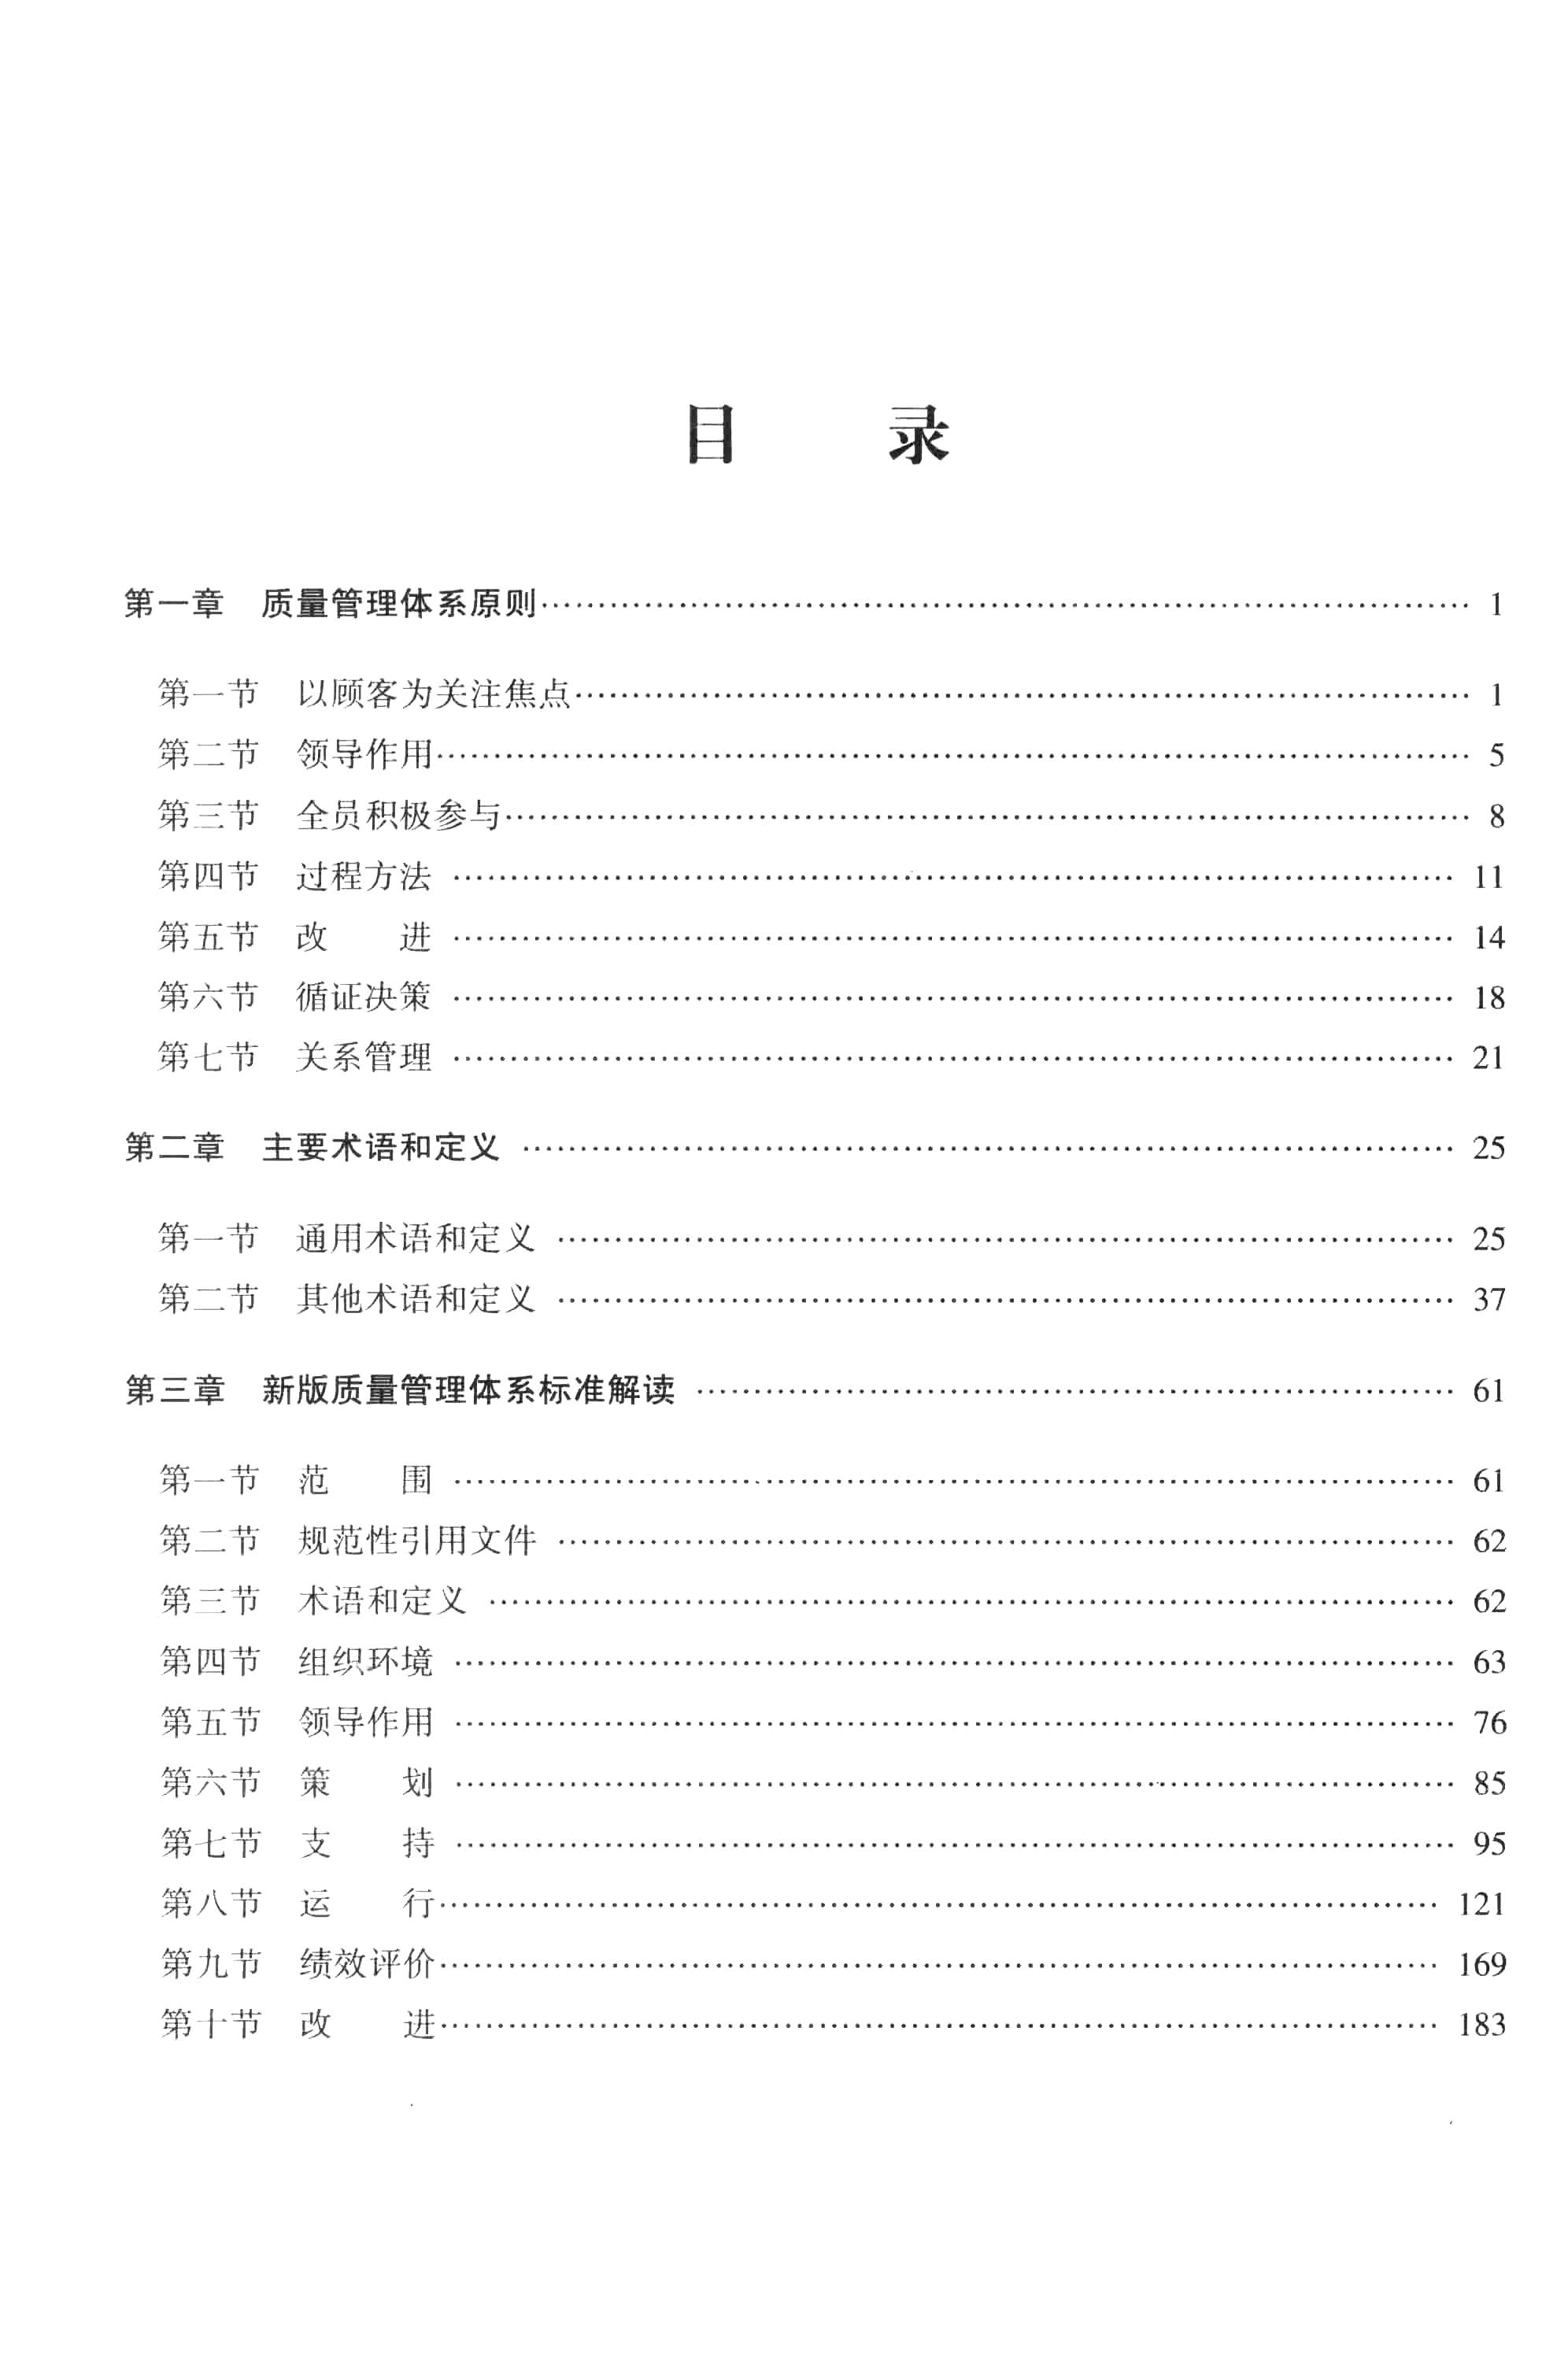 目　　录
第一章　质量管理体系原则…… 1
第一节　以顾客为关注焦点…… 1
第二节　领导作用…… 5
第三节　全员积极参与…… 8
第四节　过程方法 …… 11
第五节　改　　进 …… 14
第六节　循证决策 …… 18
第七节　关系管理 …… 21
第二章　主要术语和定义 …… 25
第一节　通用术语和定义 …… 25
第二节　其他术语和定义 …… 37
第三章　新版质量管理体系标准解读 …… 61
第一节　范　　围 …… 61
第二节　规范性引用文件 …… 62
第三节　术语和定义 …… 62
第四节　组织环境 …… 63
第五节　领导作用 …… 76
第六节　策　　划 …… 85
第七节　支　　持 …… 95
第八节　运　　行…… 121
第九节　绩效评价…… 169
第十节　改　　进…… 183